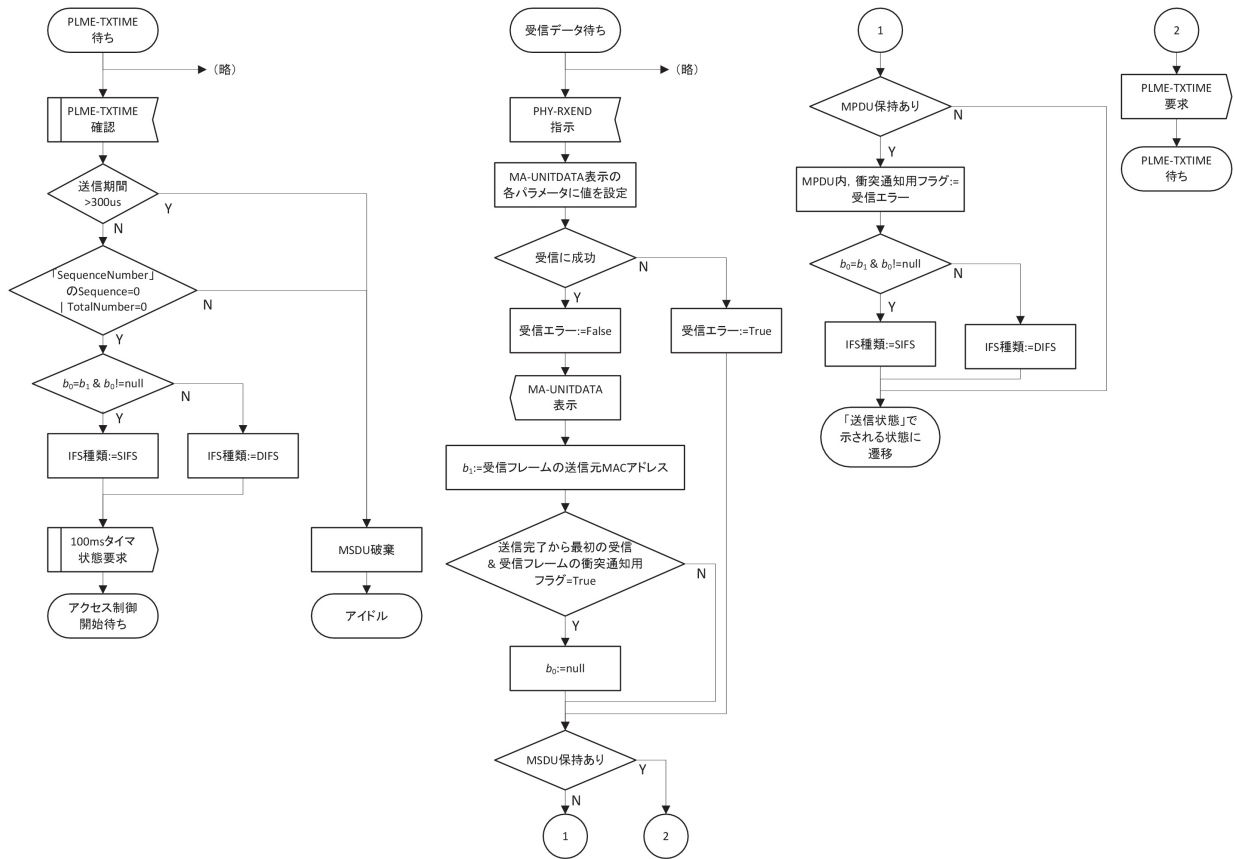 PLME-TXTIME
待ち
（略）
PLME-TXTIME
確認
送信期間
>300us
Y
N
「SequenceNumber」
のSequence=0
| TotalNumber=0
N
Y
b₀=b₁ & b₀!=null
N
Y
IFS種類:=SIFS
IFS種類:=DIFS
100msタイマ
状態要求
MSDU破棄
アクセス制御
開始待ち
アイドル
受信データ待ち
（略）
PHY-RXEND
指示
MA-UNITDATA表示の
各パラメータに値を設定
受信に成功
N
Y
受信エラー:=False
受信エラー:=True
MA-UNITDATA
表示
b₁:=受信フレームの送信元MACアドレス
送信完了から最初の受信
& 受信フレームの衝突通知用
フラグ=True
N
Y
b₀:=null
MSDU保持あり
Y
N
1
2
1
MPDU保持あり
N
Y
MPDU内，衝突通知用フラグ:=
受信エラー
b₀=b₁ & b₀!=null
N
Y
IFS種類:=SIFS
IFS種類:=DIFS
「送信状態」で
示される状態に
遷移
2
PLME-TXTIME
要求
PLME-TXTIME
待ち